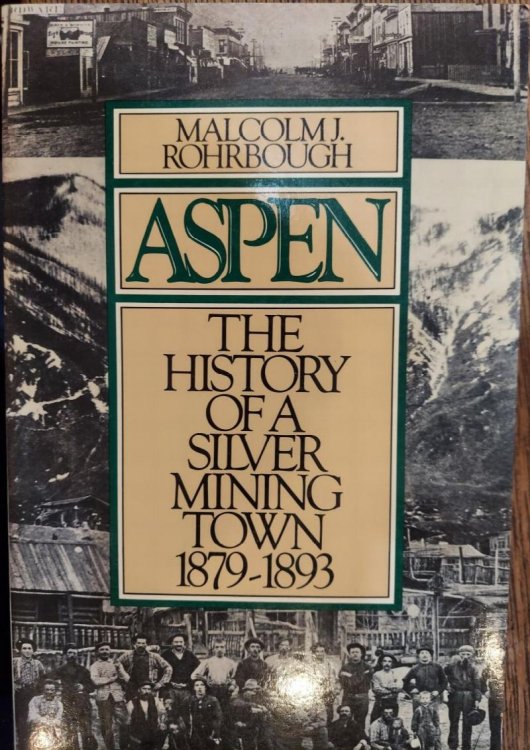 MALCOLM J.
ROHRBOUGH
ASPEN
THE
HISTORY
OF A
SILVER
MINING
TOWN
1879-1893